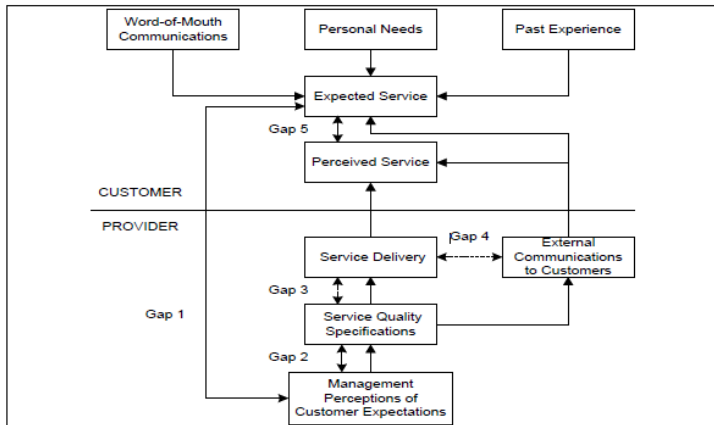 Word-of-Mouth
Communications
Personal Needs
Past Experience
Expected Service
Gap 5
Perceived Service
CUSTOMER
PROVIDER
Gap 4
Service Delivery
External
Communications
to Customers
Gap 3
Gap 1
Service Quality
Specifications
Gap 2
Management
Perceptions of
Customer Expectations